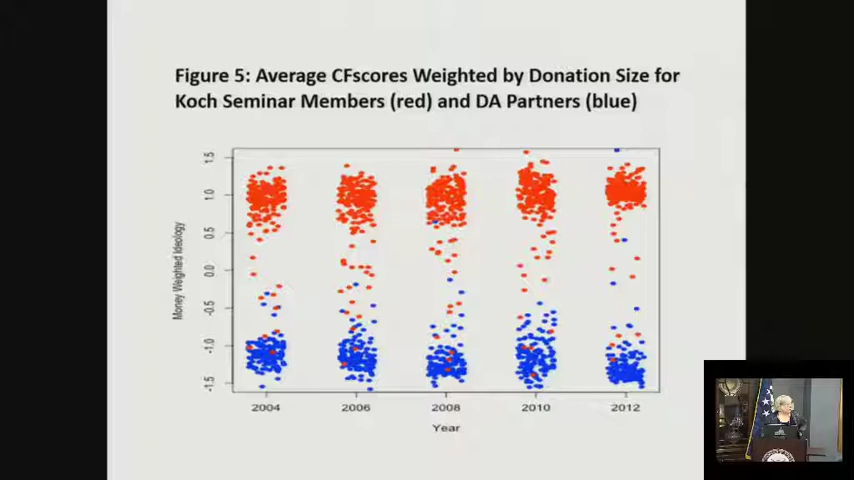 Figure 5: Average CFscores Weighted by Donation Size for
Koch Seminar Members (red) and DA Partners (blue)
1.5
1.0
0.5
0.0
-0.5
-1.0
-1.5
Money Weighted Ideology
2004 2006 2008 2010 2012
Year